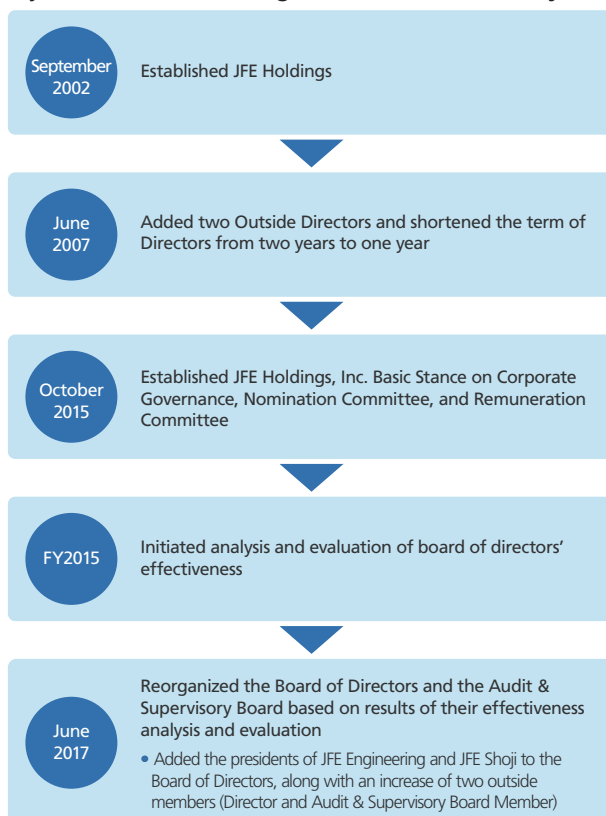 September
2002
Established JFE Holdings
June
2007
Added two Outside Directors and shortened the term of
Directors from two years to one year
October
2015
Established JFE Holdings, Inc. Basic Stance on Corporate
Governance, Nomination Committee, and Remuneration
Committee
FY2015
Initiated analysis and evaluation of board of directors’
effectiveness
June
2017
Reorganized the Board of Directors and the Audit &
Supervisory Board based on results of their effectiveness
analysis and evaluation
• Added the presidents of JFE Engineering and JFE Shoji to the
Board of Directors, along with an increase of two outside
members (Director and Audit & Supervisory Board Member)